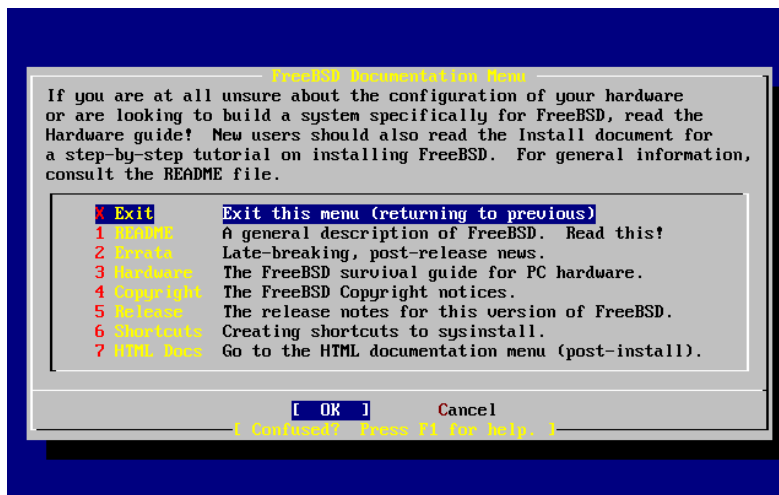 FreeBSD Documentation Menu
If you are at all unsure about the configuration of your hardware
or are looking to build a system specifically for FreeBSD, read the
Hardware guide!  New users should also read the Install document for
a step-by-step tutorial on installing FreeBSD.  For general information,
consult the README file.
X Exit Exit this menu (returning to previous)
1 README A general description of FreeBSD.  Read this!
2 Errata Late-breaking, post-release news.
3 Hardware The FreeBSD survival guide for PC hardware.
4 Copyright The FreeBSD Copyright notices.
5 Release The release notes for this version of FreeBSD.
6 Shortcuts Creating shortcuts to sysinstall.
7 HTML Docs Go to the HTML documentation menu (post-install).
[ OK ] Cancel
[ Confused? Press F1 for help. ]